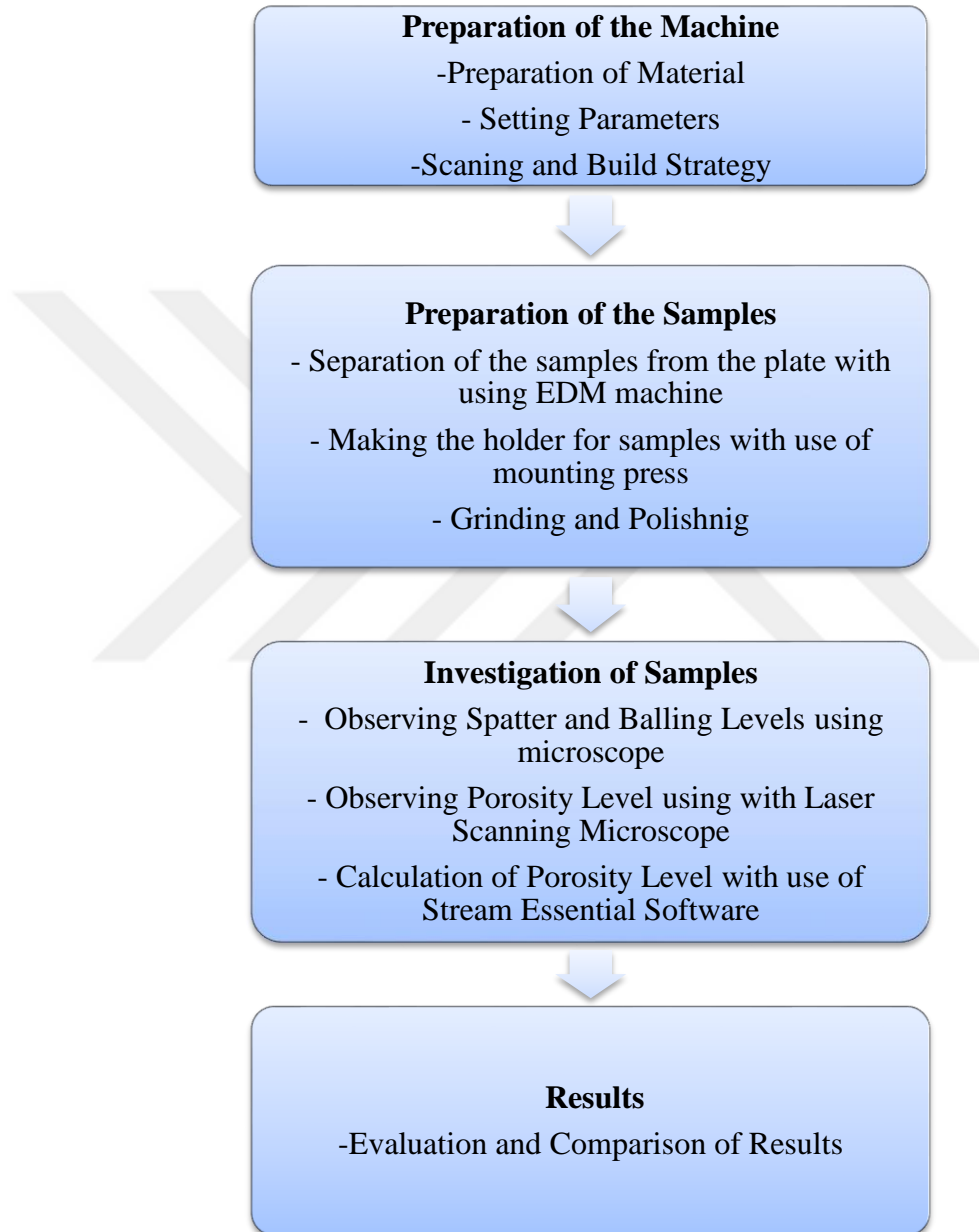 Preparation of the Machine
-Preparation of Material
- Setting Parameters
-Scaning and Build Strategy
Preparation of the Samples
- Separation of the samples from the plate with
using EDM machine
- Making the holder for samples with use of
mounting press
- Grinding and Polishnig
Investigation of Samples
- Observing Spatter and Balling Levels using
microscope
- Observing Porosity Level using with Laser
Scanning Microscope
- Calculation of Porosity Level with use of
Stream Essential Software
Results
-Evaluation and Comparison of Results